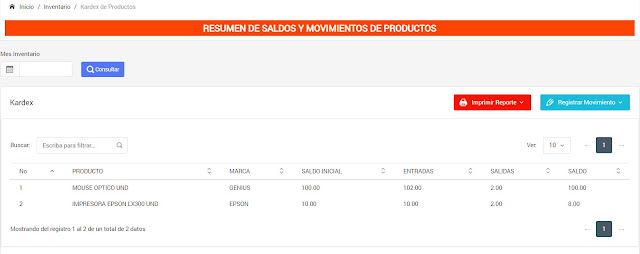 Inicio / Inventario / Kardex de Productos
RESUMEN DE SALDOS Y MOVIMIENTOS DE PRODUCTOS
Mes Inventario
Consultar
Kardex Imprimir Reporte Registrar Movimiento
Buscar: Escriba para filtrar... Ver: 10 1
No PRODUCTO MARCA SALDO INICIAL ENTRADAS SALIDAS SALDO
1 MOUSE OPTICO UND GENIUS 100.00 102.00 2.00 100.00
2 IMPRESORA EPSON LX300 UND EPSON 10.00 10.00 2.00 8.00
Mostrando del registro 1 al 2 de un total de 2 datos 1